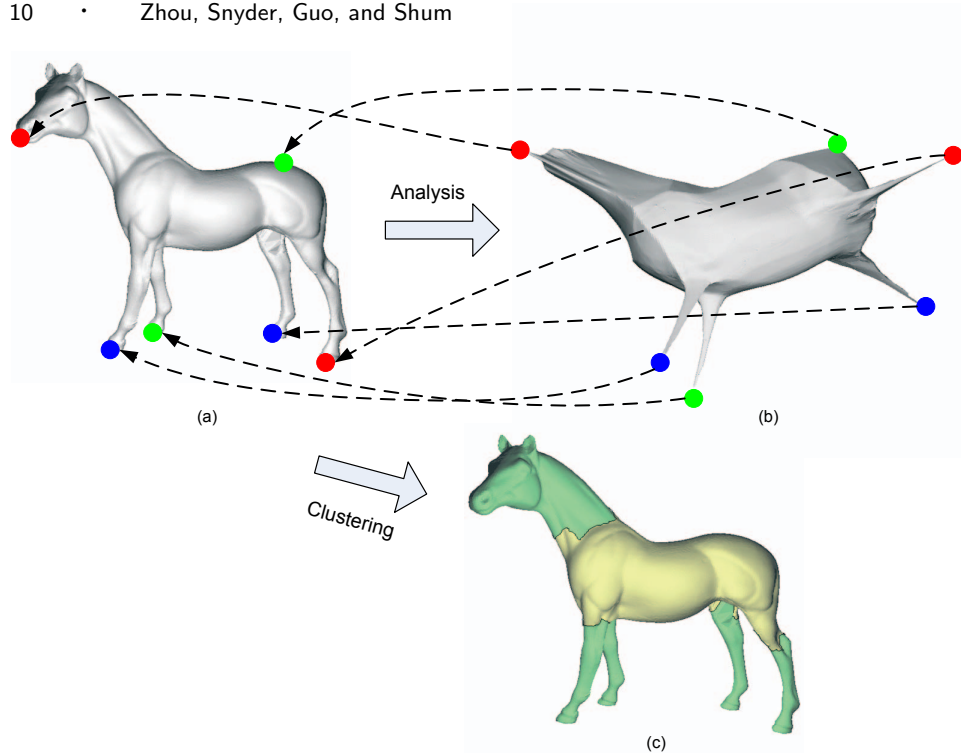 10 · Zhou, Snyder, Guo, and Shum
Analysis
(a)
(b)
Clustering
(c)